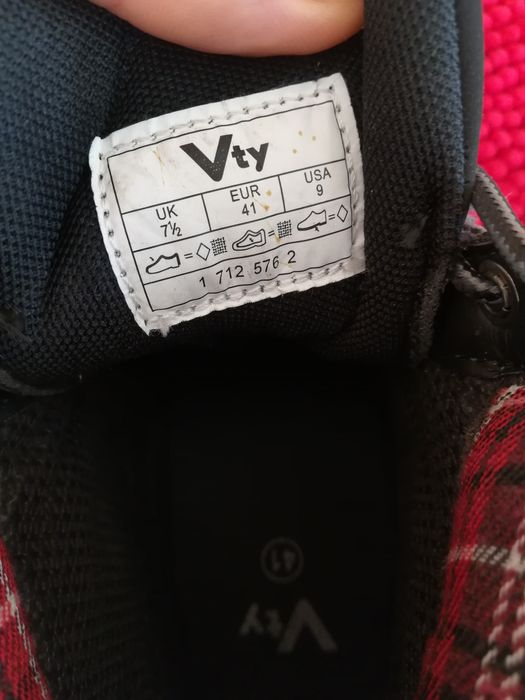 Vty
UK EUR USA
7½ 41 9
= = =
1 712 576 2
41
Vty